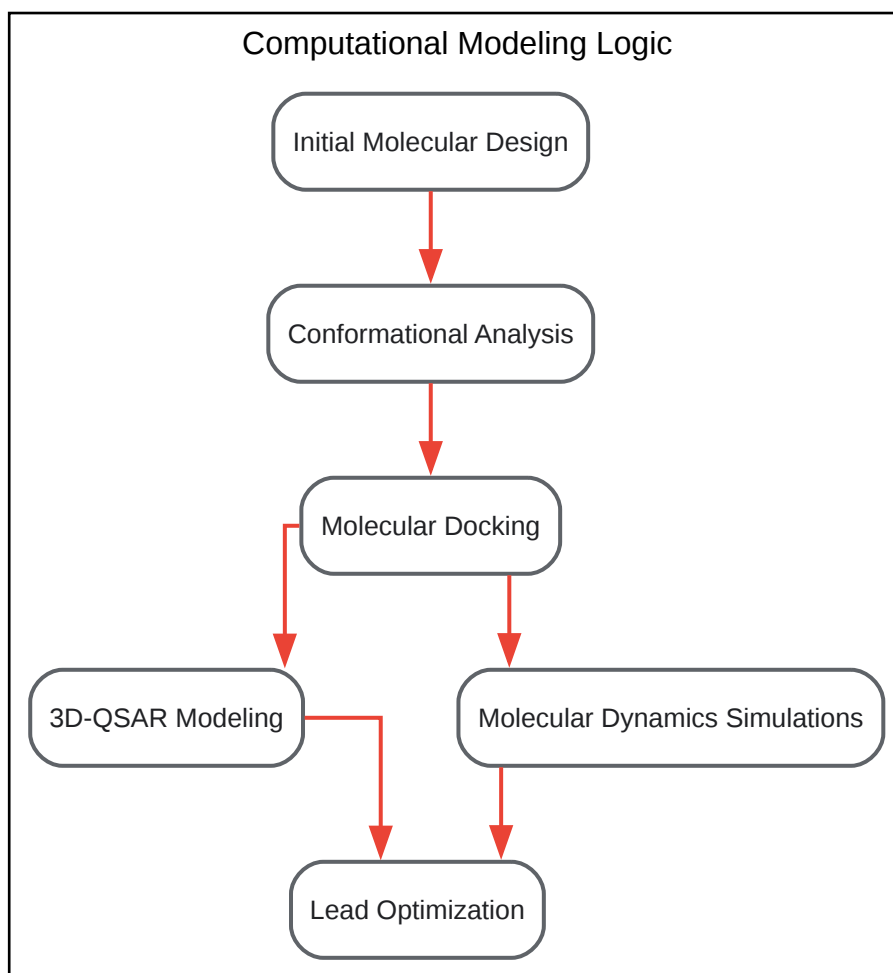 Computational Modeling Logic
Initial Molecular Design
Conformational Analysis
Molecular Docking
3D-QSAR Modeling
Molecular Dynamics Simulations
Lead Optimization